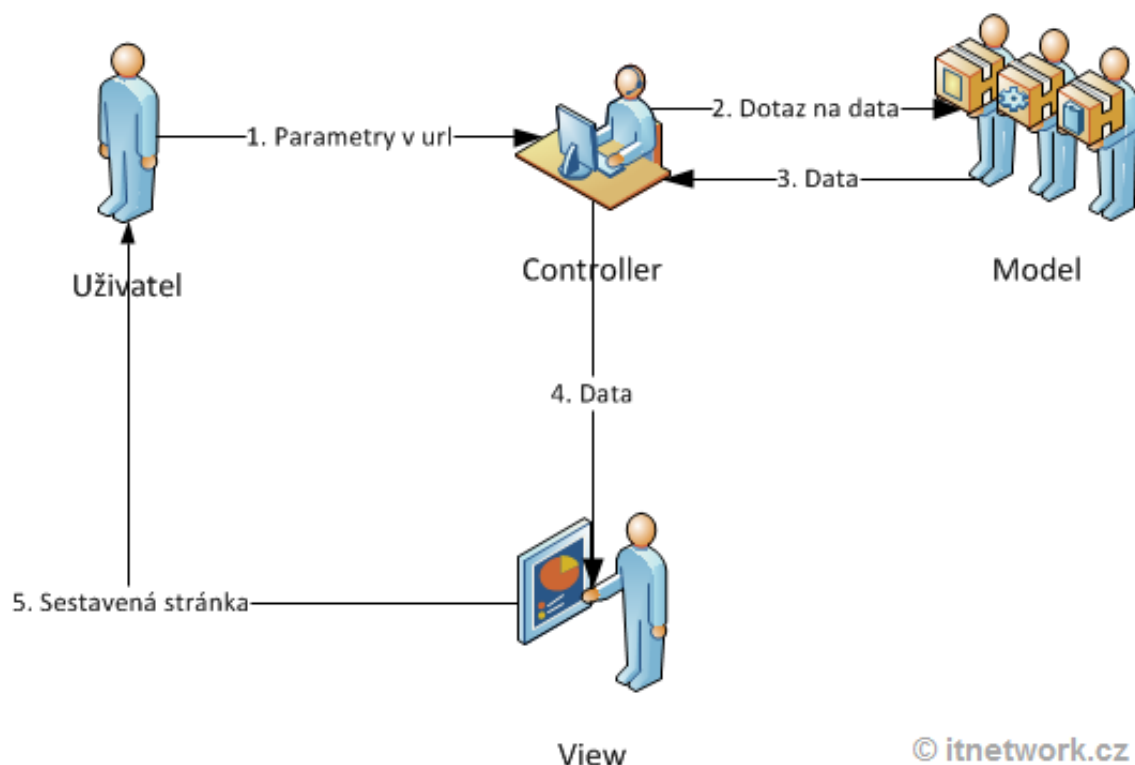 1. Parametry v url
2. Dotaz na data
3. Data
Uživatel
Controller
Model
4. Data
5. Sestavená stránka
View
© itnetwork.cz